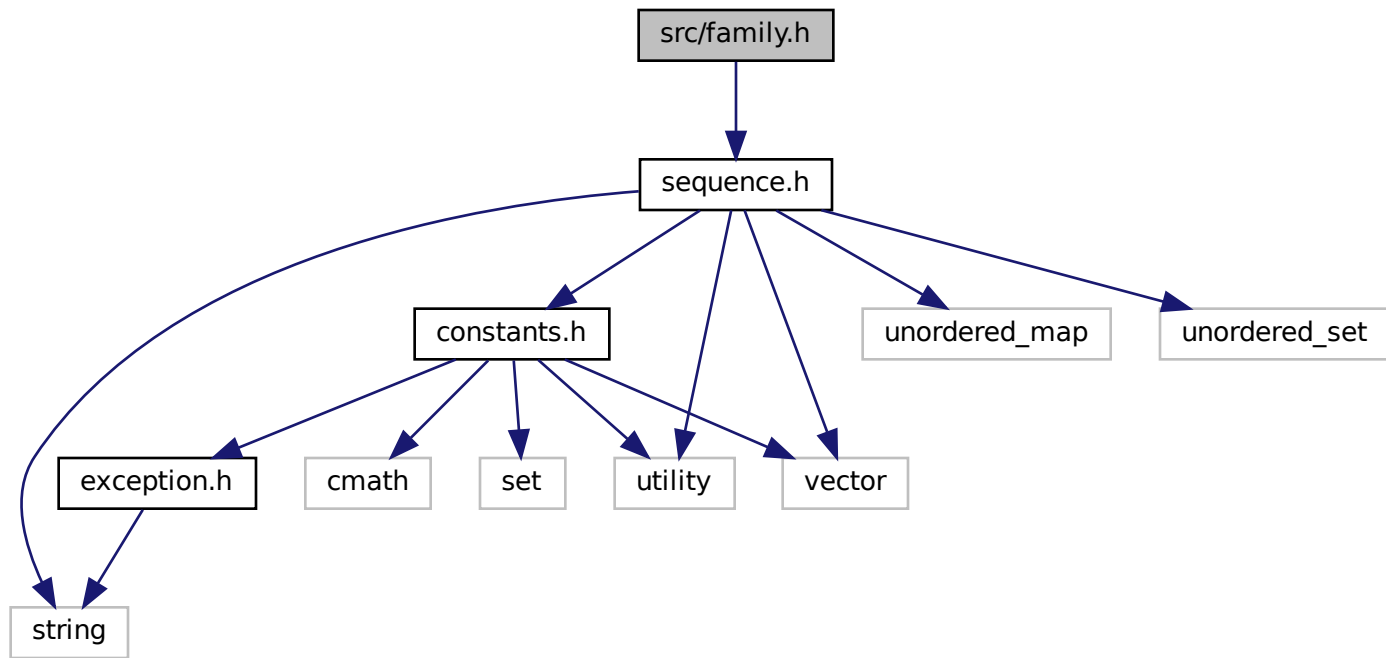 src/family.h
sequence.h
constants.h
unordered_map
unordered_set
exception.h
cmath
set
utility
vector
string